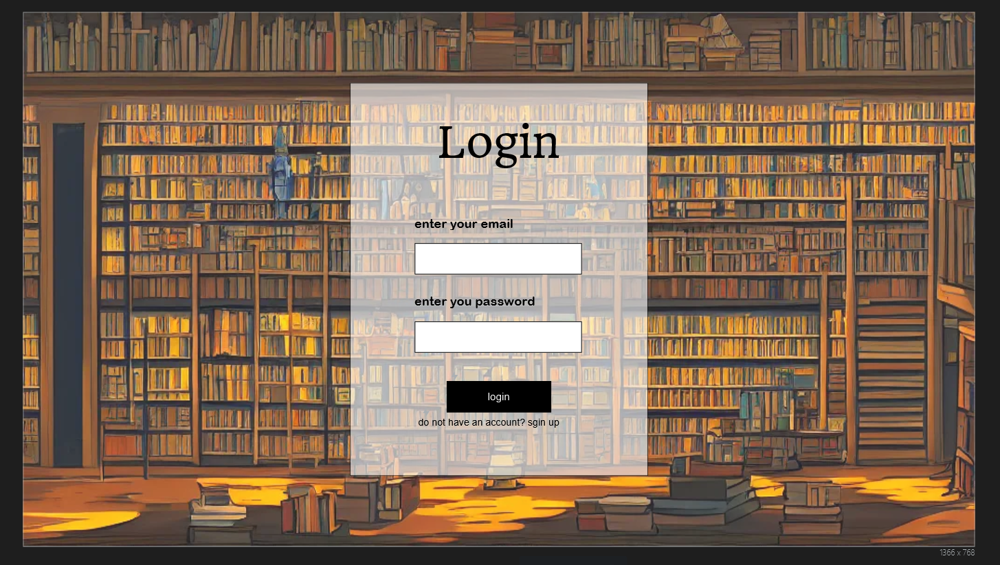 Login
enter your email
enter you password
login
do not have an account? sgin up
1366 x 768